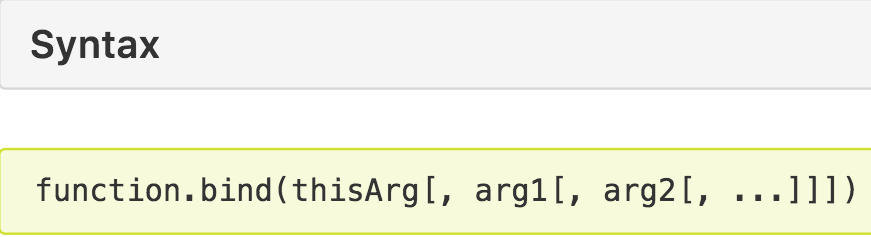 Syntax
function.bind(thisArg[, arg1[, arg2[, ...]]])